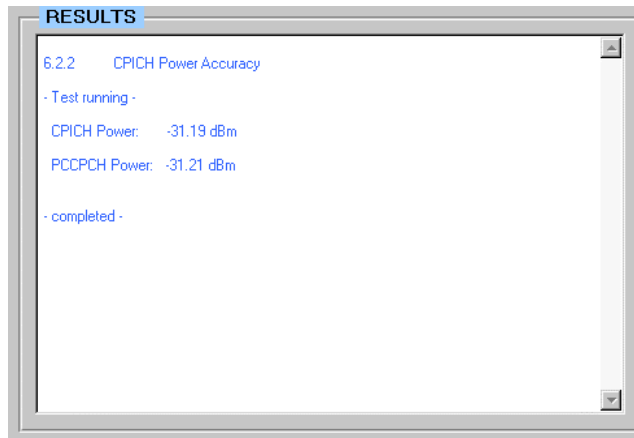 RESULTS
6.2.2 CPICH Power Accuracy
- Test running -
CPICH Power: -31.19 dBm
PCCPCH Power: -31.21 dBm
- completed -